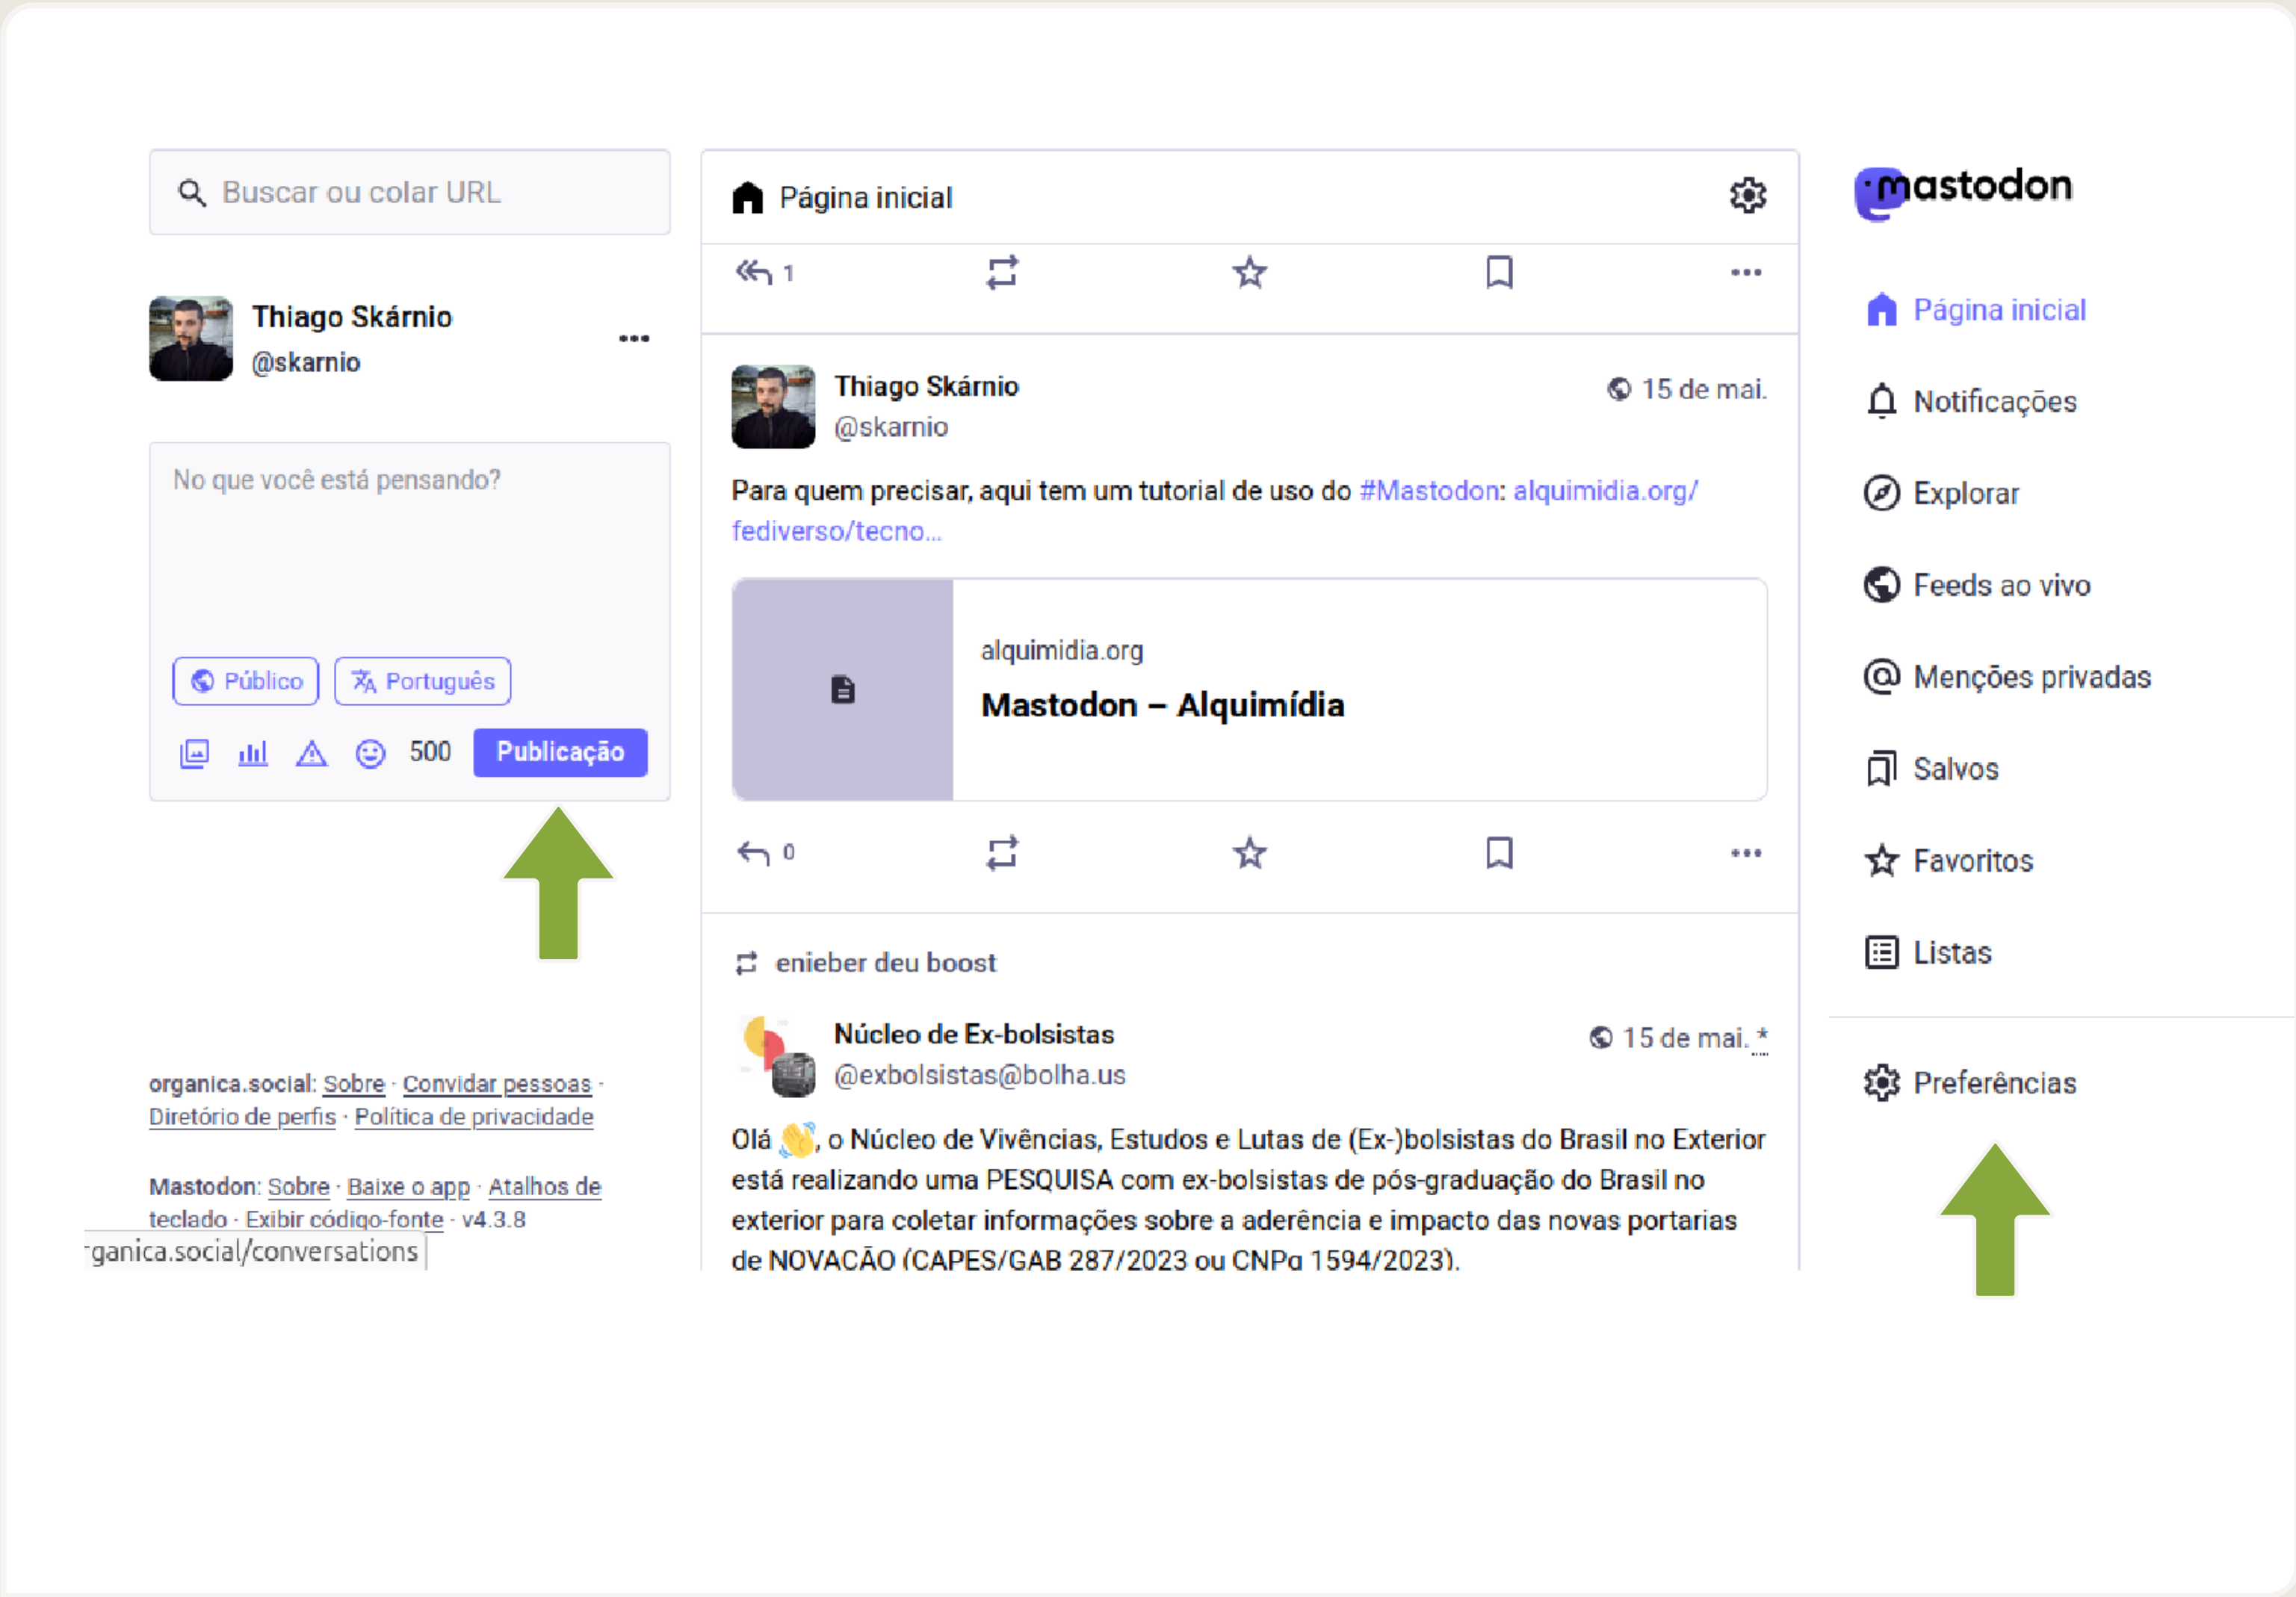 Buscar ou colar URL
Thiago Skárnio
@skarnio
No que você está pensando?
Público
Português
500
Publicação
organica.social: Sobre · Convidar pessoas ·
Diretório de perfis · Política de privacidade
Mastodon: Sobre · Baixe o app · Atalhos de
teclado · Exibir código-fonte · v4.3.8
rganica.social/conversations
Página inicial
1
Thiago Skárnio
15 de mai.
@skarnio
Para quem precisar, aqui tem um tutorial de uso do #Mastodon: alquimidia.org/
fediverso/tecno...
alquimidia.org
Mastodon – Alquimídia
0
enieber deu boost
Núcleo de Ex-bolsistas
15 de mai. *
@exbolsistas@bolha.us
Olá 👋, o Núcleo de Vivências, Estudos e Lutas de (Ex-)bolsistas do Brasil no Exterior
está realizando uma PESQUISA com ex-bolsistas de pós-graduação do Brasil no
exterior para coletar informações sobre a aderência e impacto das novas portarias
de NOVAÇÃO (CAPES/GAB 287/2023 ou CNPq 1594/2023).
mastodon
Página inicial
Notificações
Explorar
Feeds ao vivo
Menções privadas
Salvos
Favoritos
Listas
Preferências